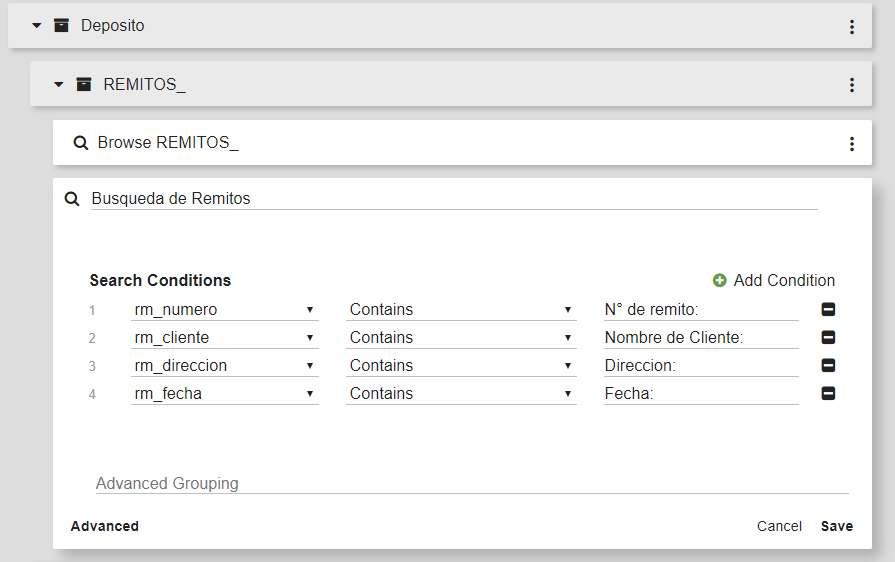 Deposito
REMITOS_
Browse REMITOS_
Busqueda de Remitos
Search Conditions Add Condition
1 rm_numero Contains N° de remito:
2 rm_cliente Contains Nombre de Cliente:
3 rm_direccion Contains Direccion:
4 rm_fecha Contains Fecha:
Advanced Grouping
Advanced Cancel Save